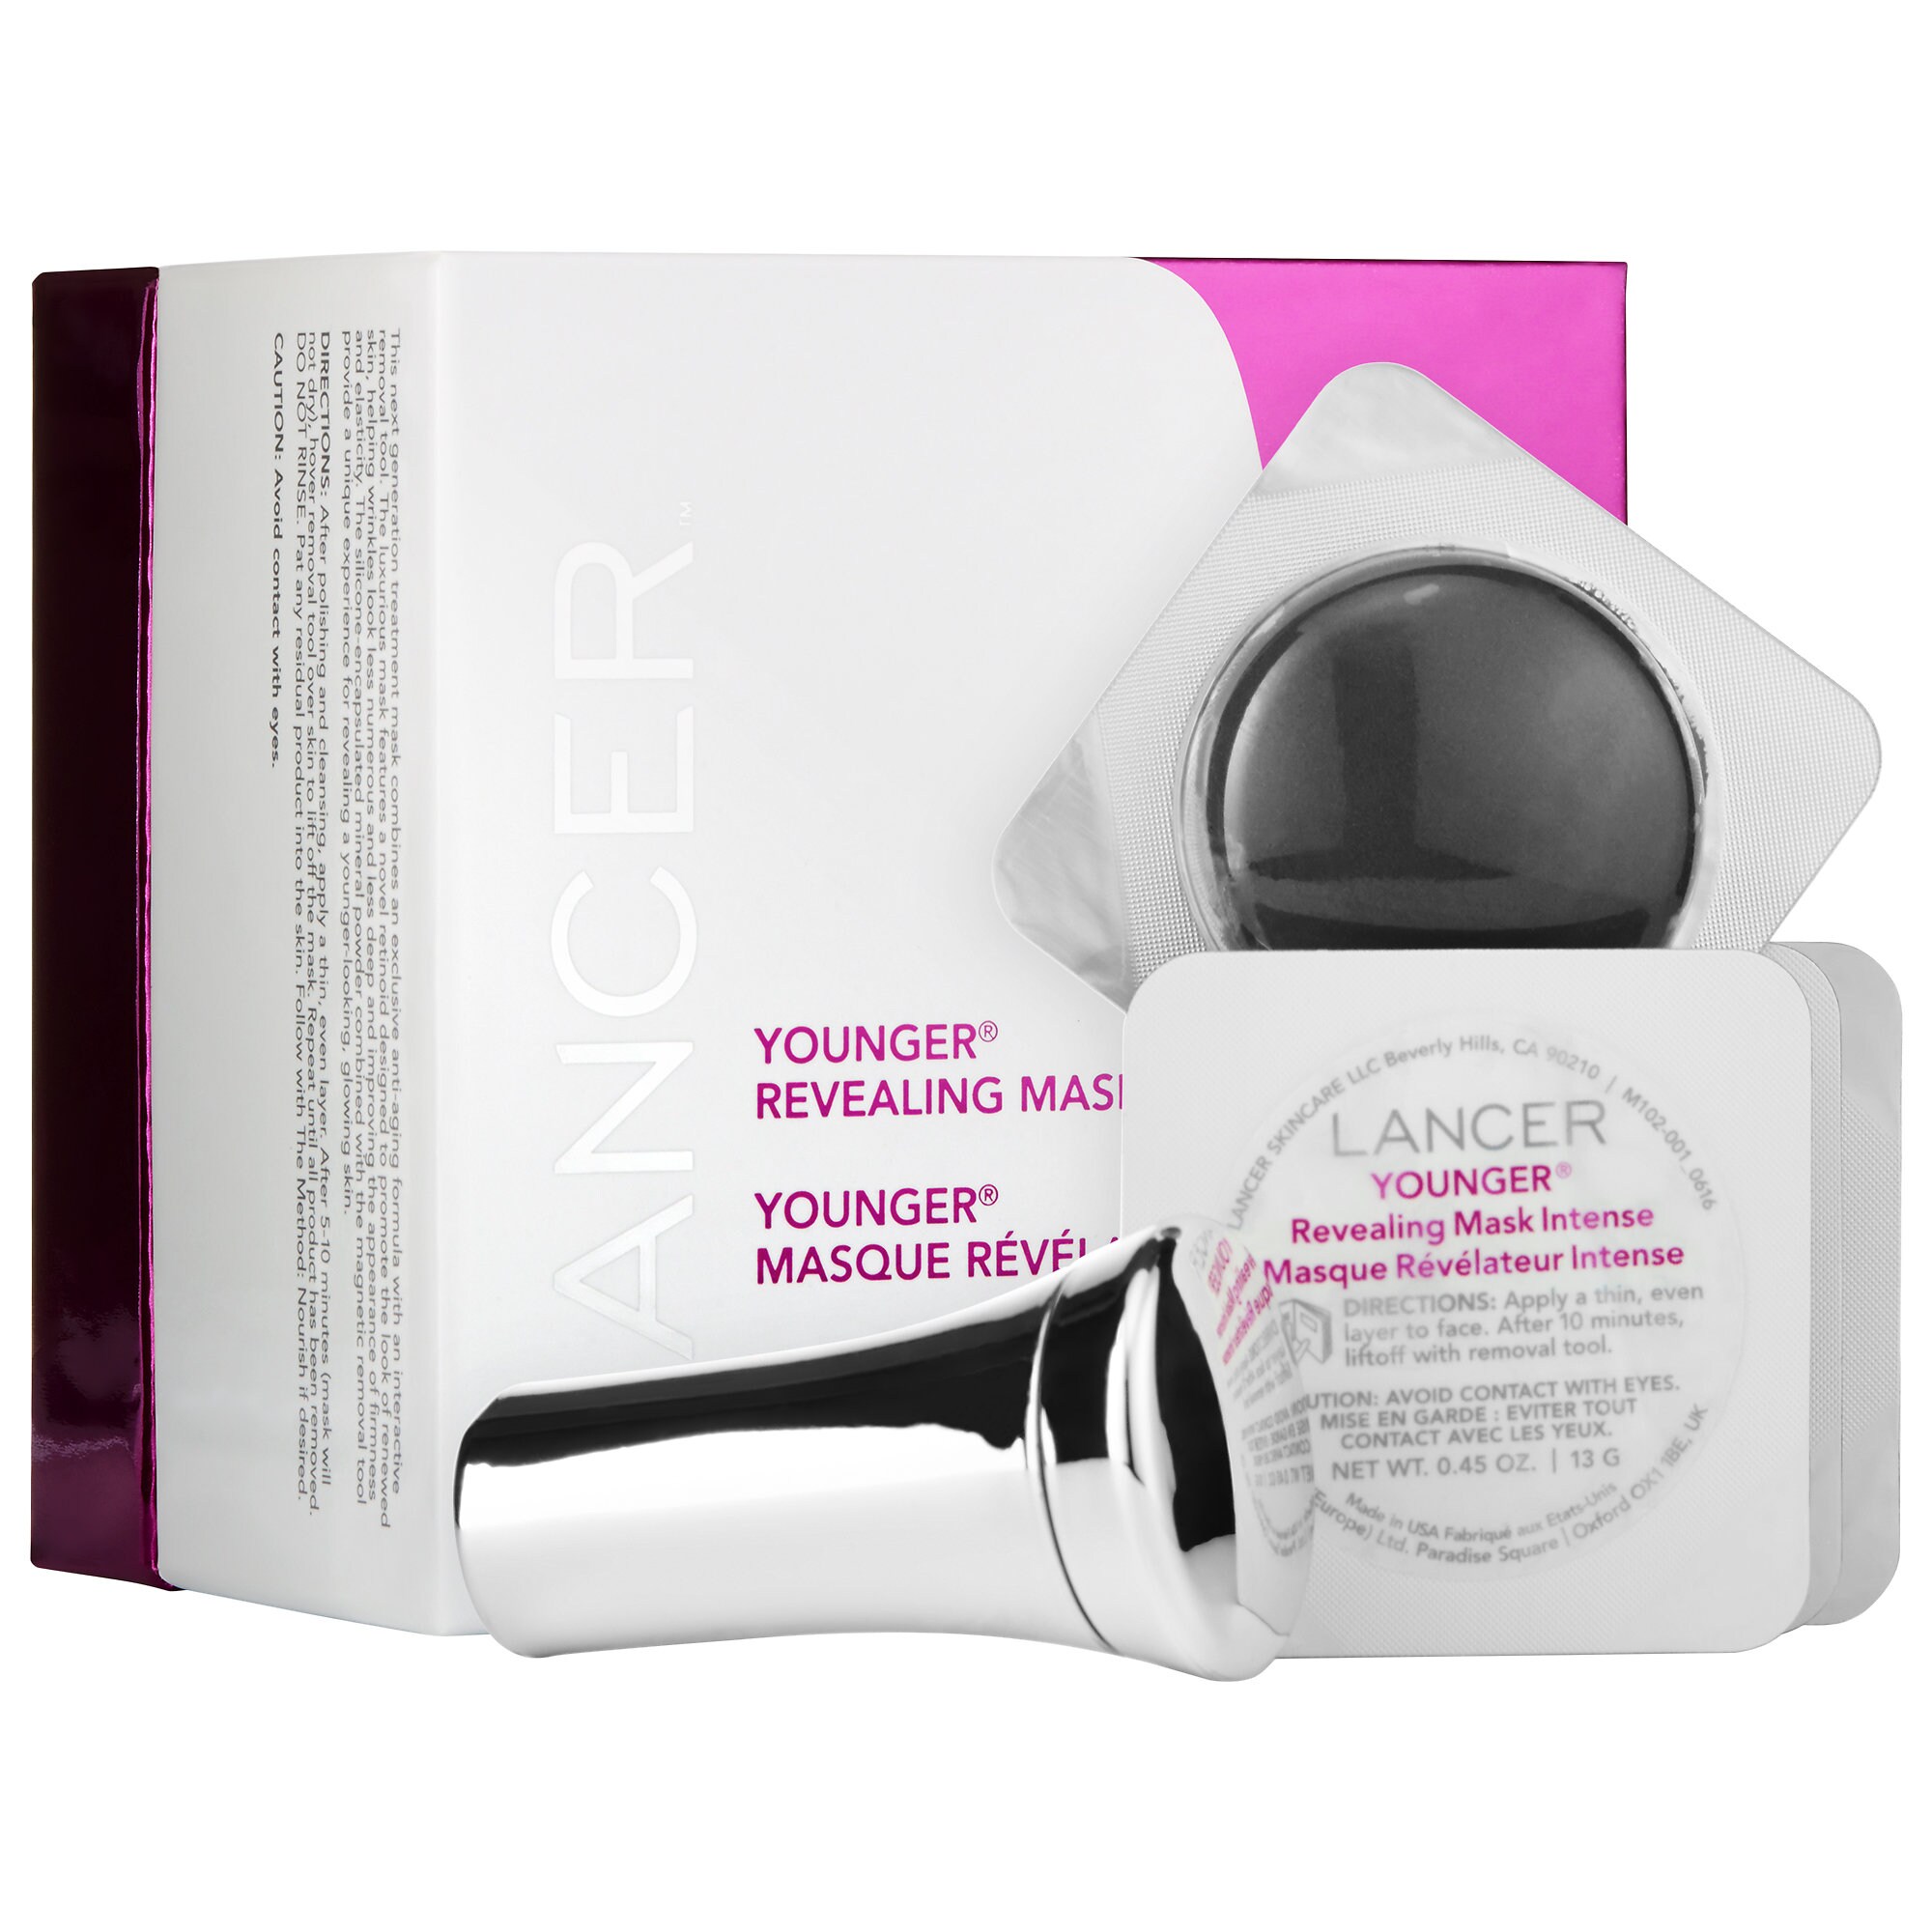 This next generation treatment mask combines an exclusive anti-aging formula with an interactive
removal tool. The luxurious mask features a novel retinoid designed to promote the look of renewed
skin, helping wrinkles look less numerous and less deep and improving the appearance of firmness
and elasticity. The silicone-encapsulated mineral powder combined with the magnetic removal tool
provide a unique experience for revealing a younger-looking, glowing skin.
DIRECTIONS: After polishing and cleansing, apply a thin, even layer. After 5-10 minutes (mask will
not dry), hover removal tool over skin to lift off the mask. Repeat until all product has been removed.
DO NOT RINSE. Pat any residual product into the skin. Follow with The Method: Nourish if desired.
CAUTION: Avoid contact with eyes.
ANCER™
YOUNGER®
REVEALING MAS
YOUNGER®
MASQUE RÉVÉL
LANCER SKINCARE LLC Beverly Hills, CA 90210 | M102-001_0616
LANCER
YOUNGER®
Revealing Mask Intense
Masque Révélateur Intense
DIRECTIONS: Apply a thin, even
layer to face. After 10 minutes,
liftoff with removal tool.
UTION: AVOID CONTACT WITH EYES.
MISE EN GARDE : EVITER TOUT
CONTACT AVEC LES YEUX.
NET WT. 0.45 OZ. | 13 G
Made in USA Fabriqué aux Etats-Unis
(Europe) Ltd. Paradise Square | Oxford OX1 1BE, UK